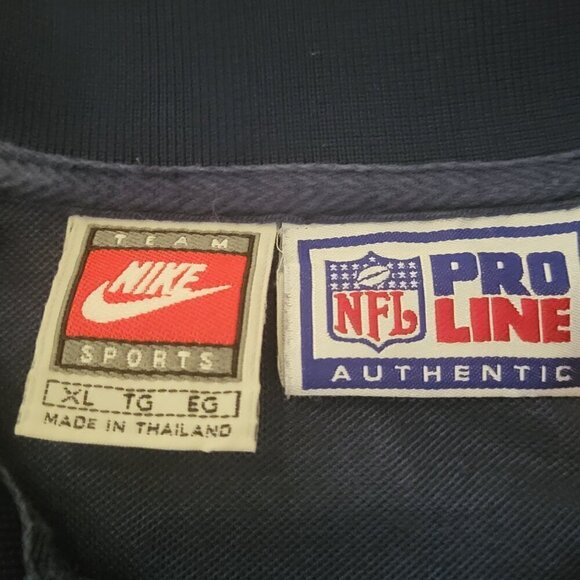 TEAM
NIKE
SPORTS
XL TG EG
MADE IN THAILAND
NFL
PRO
LINE
AUTHENTIC